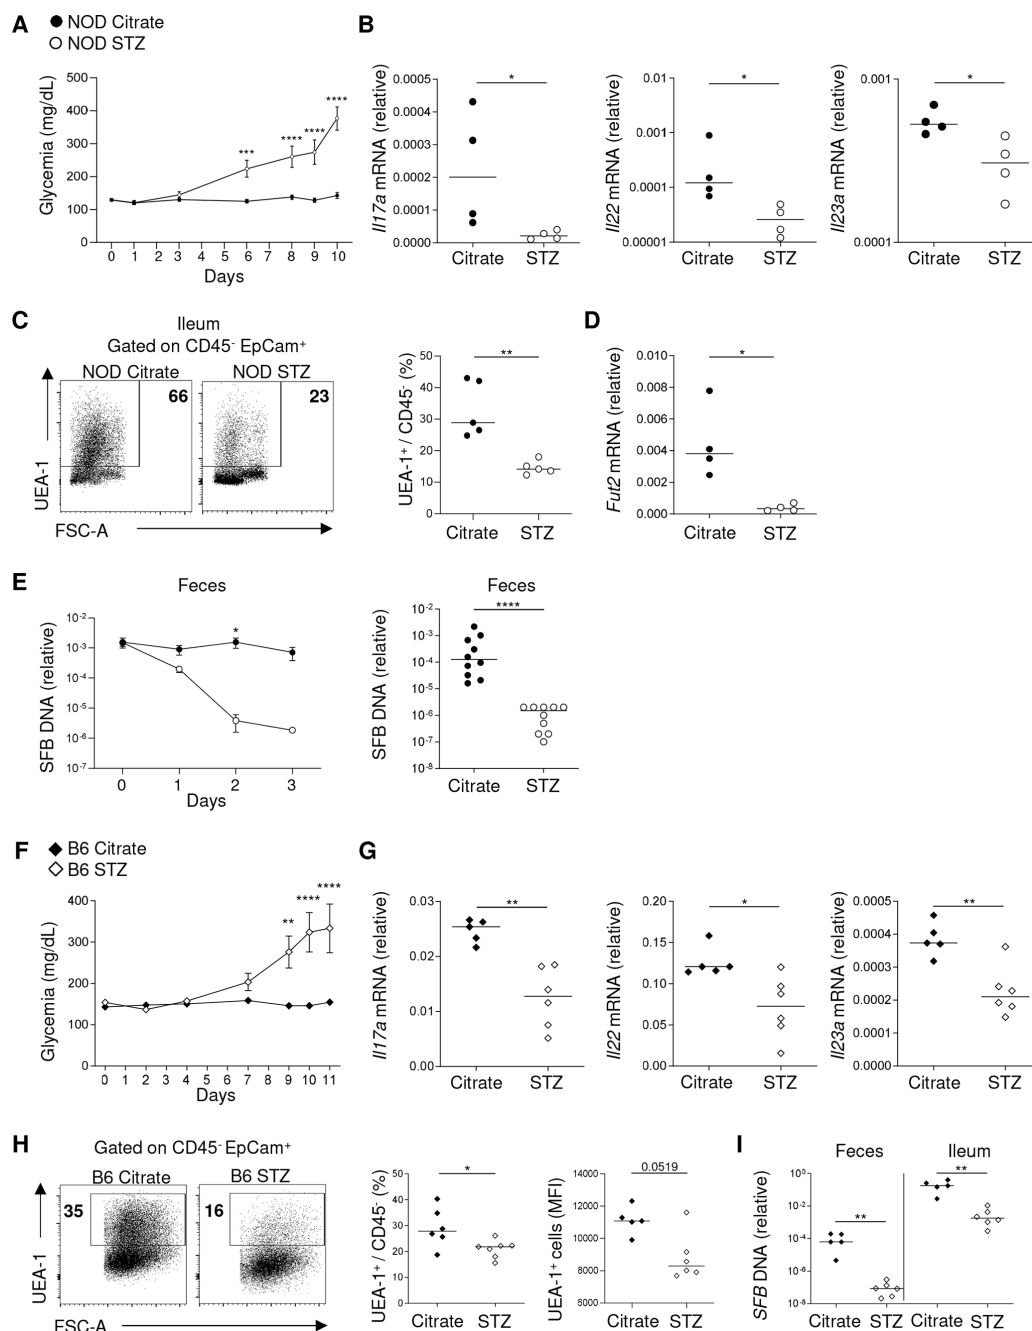 A
NOD Citrate
NOD STZ
Glycemia (mg/dL)
500
400
300
200
100
0
***
****
****
****
0 1 2 3 4 5 6 7 8 9 10
Days
B
Il17a mRNA (relative)
0.0005
0.0004
0.0002
0.0001
0.0000
*
Citrate STZ
Il22 mRNA (relative)
0.01
0.001
0.0001
0.00001
*
Citrate STZ
Il23a mRNA (relative)
0.001
0.0001
*
Citrate STZ
C
Ileum
Gated on CD45- EpCam+
NOD Citrate NOD STZ
66
23
UEA-1
FSC-A
UEA-1+ / CD45- (%)
50
40
30
20
10
0
**
Citrate STZ
D
Fut2 mRNA (relative)
0.010
0.008
0.006
0.004
0.002
0.000
*
Citrate STZ
E
Feces
SFB DNA (relative)
10-2
10-3
10-4
10-5
10-6
10-7
*
0 1 2 3
Days
Feces
SFB DNA (relative)
10-2
10-3
10-4
10-5
10-6
10-7
10-8
****
Citrate STZ
F
B6 Citrate
B6 STZ
Glycemia (mg/dL)
400
300
200
100
0
**
****
****
0 1 2 3 4 5 6 7 8 9 10 11
Days
G
Il17a mRNA (relative)
0.03
0.02
0.01
0.00
**
Citrate STZ
Il22 mRNA (relative)
0.20
0.15
0.10
0.05
0.00
*
Citrate STZ
Il23a mRNA (relative)
0.0005
0.0004
0.0003
0.0002
0.0001
0.0000
**
Citrate STZ
H
Gated on CD45- EpCam+
B6 Citrate B6 STZ
35
16
UEA-1
FSC-A
UEA-1+ / CD45- (%)
50
40
30
20
10
0
*
Citrate STZ
UEA-1+ cells (MFI)
14000
12000
10000
8000
6000
0.0519
Citrate STZ
I
Feces Ileum
SFB DNA (relative)
100
10-2
10-4
10-6
10-8
**
**
Citrate STZ Citrate STZ